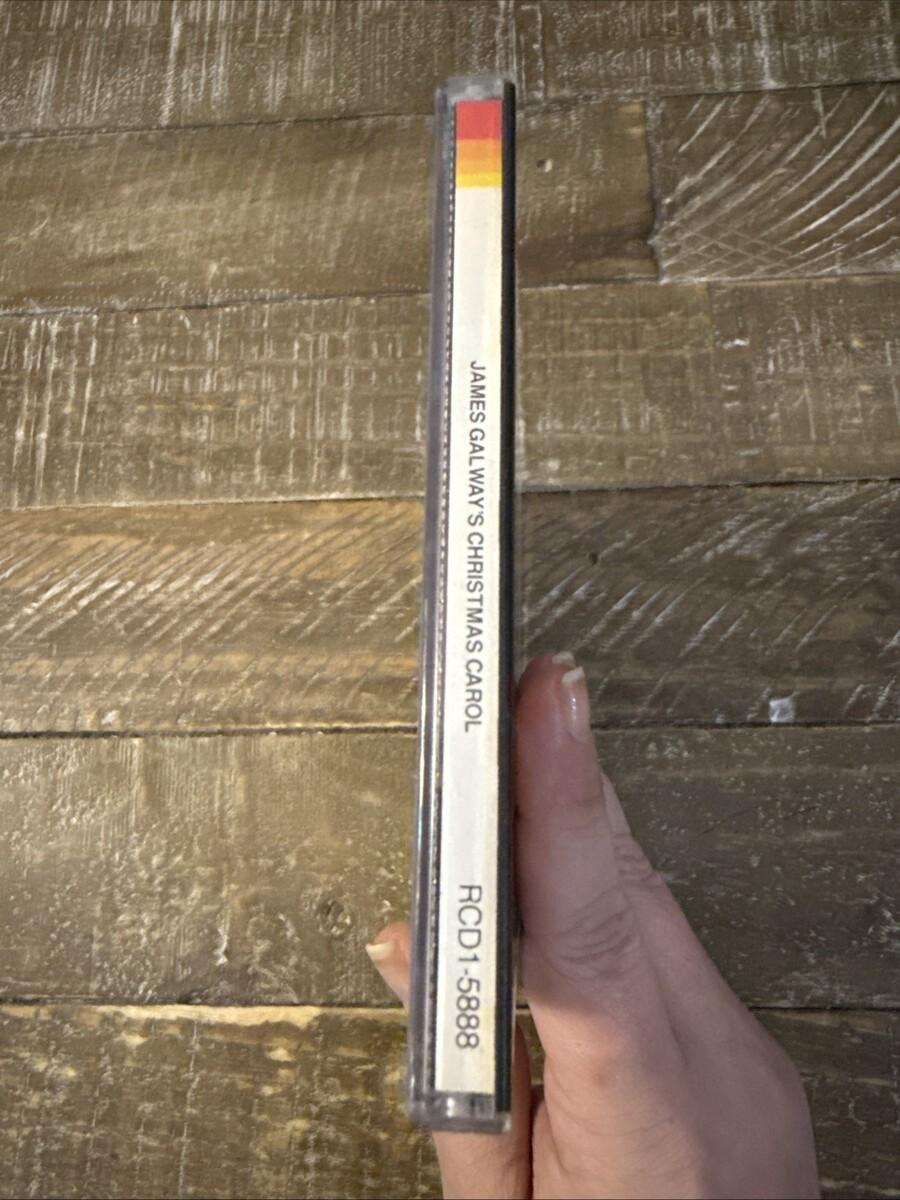 JAMES GALWAY'S CHRISTMAS CAROL
RCD1-5888